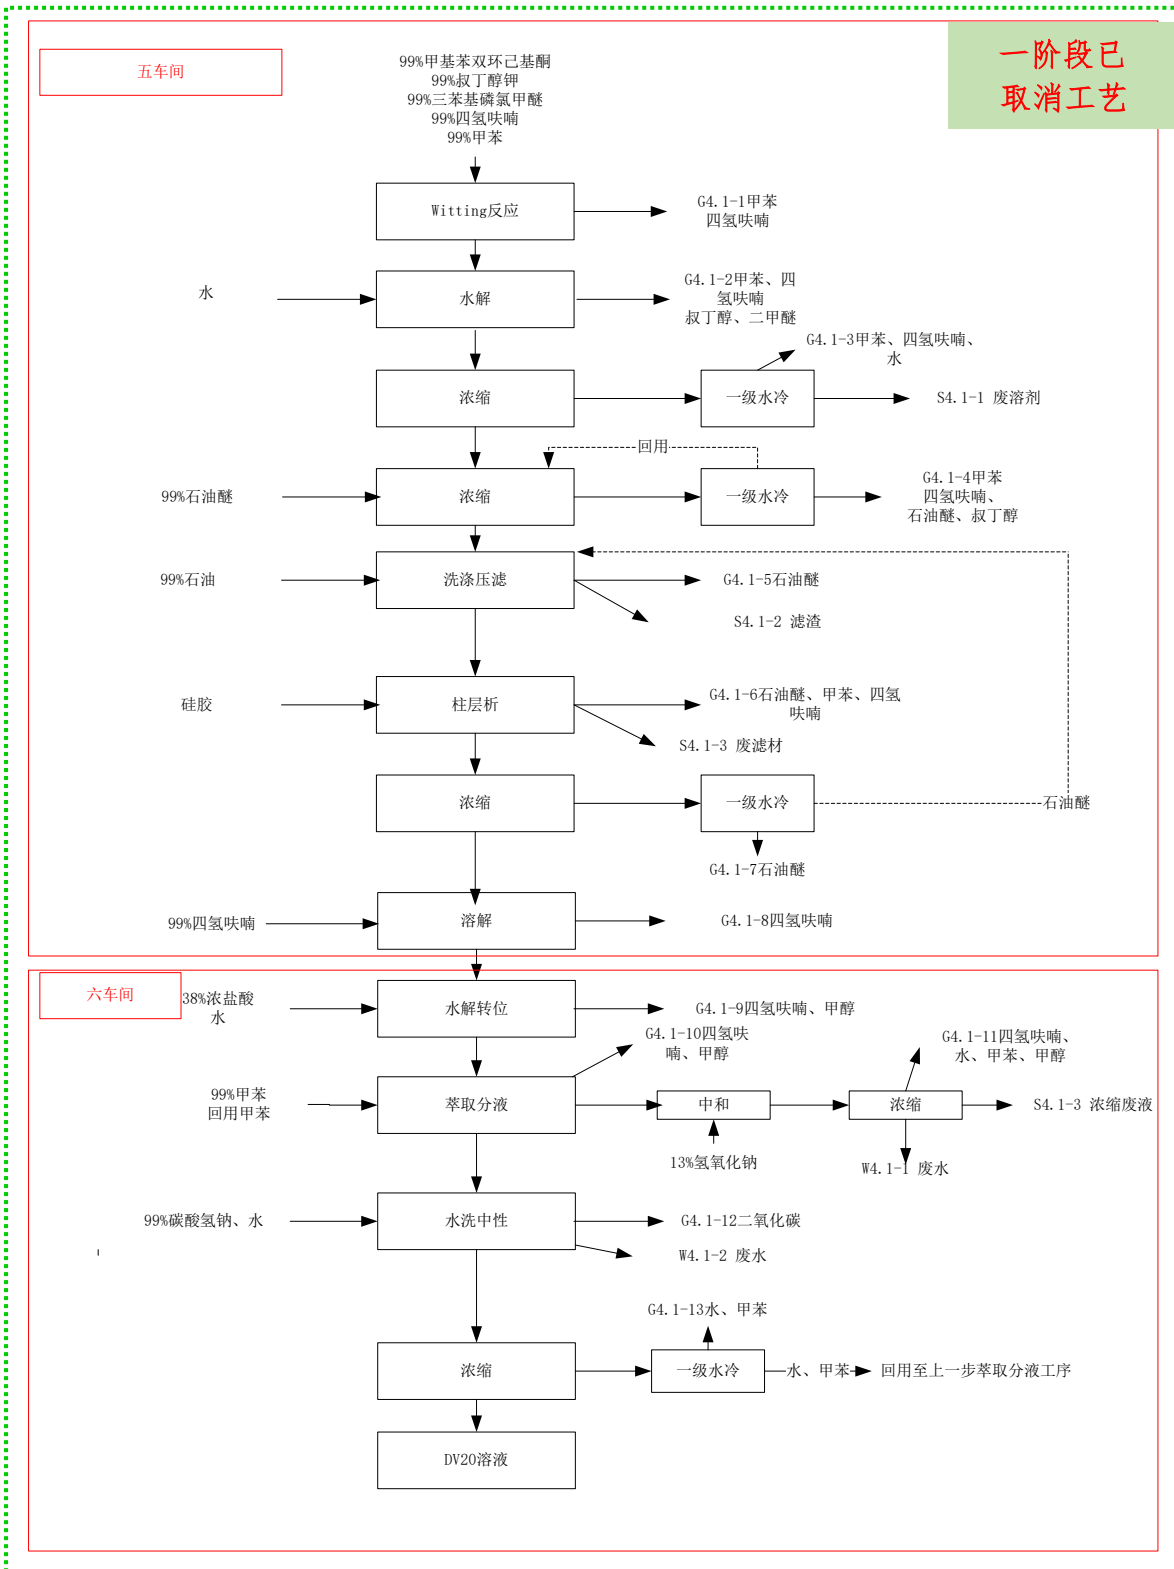 一阶段已
取消工艺
五车间
99%甲基苯双环己基酮
99%叔丁醇钾
99%三苯基磷氯甲醚
99%四氢呋喃
99%甲苯
Witting反应
G4.1-1甲苯
四氢呋喃
水
水解
G4.1-2甲苯、四
氢呋喃
叔丁醇、二甲醚
浓缩
一级水冷
G4.1-3甲苯、四氢呋喃、
水
S4.1-1 废溶剂
回用
99%石油醚
浓缩
一级水冷
G4.1-4甲苯
四氢呋喃、
石油醚、叔丁醇
99%石油
洗涤压滤
G4.1-5石油醚
S4.1-2 滤渣
硅胶
柱层析
G4.1-6石油醚、甲苯、四氢
呋喃
S4.1-3 废滤材
浓缩
一级水冷
石油醚
G4.1-7石油醚
99%四氢呋喃
溶解
G4.1-8四氢呋喃
六车间
38%浓盐酸
水
水解转位
G4.1-9四氢呋喃、甲醇
G4.1-10四氢呋
喃、甲醇
G4.1-11四氢呋喃、
水、甲苯、甲醇
99%甲苯
回用甲苯
萃取分液
中和
浓缩
S4.1-3 浓缩废液
13%氢氧化钠
W4.1-1 废水
99%碳酸氢钠、水
水洗中性
G4.1-12二氧化碳
W4.1-2 废水
G4.1-13水、甲苯
浓缩
一级水冷
水、甲苯
回用至上一步萃取分液工序
DV20溶液